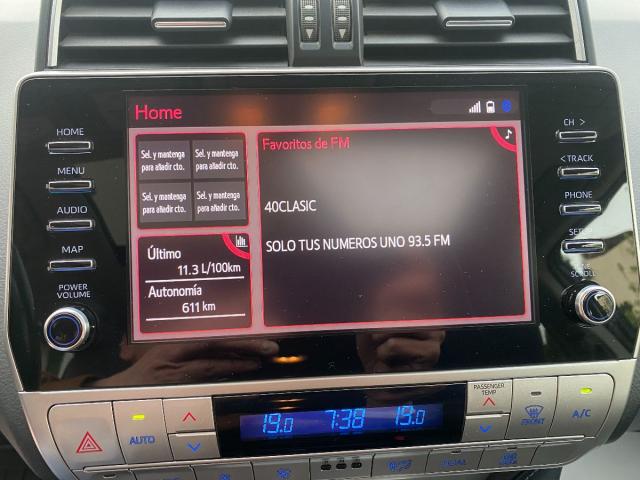 Home
HOME
MENU
AUDIO
MAP
POWER
VOLUME
Sel. y mantenga
para añadir cto.
Sel. y mantenga
para añadir cto.
Sel. y mantenga
para añadir cto.
Sel. y mantenga
para añadir cto.
Último
11.3 L/100km
Autonomía
611 km
Favoritos de FM
40CLASIC
SOLO TUS NUMEROS UNO 93.5 FM
CH >
< TRACK
PHONE
SCROLL
AUTO
19.0
7:38
19.0
PASSENGER
TEMP
FRONT
A/C